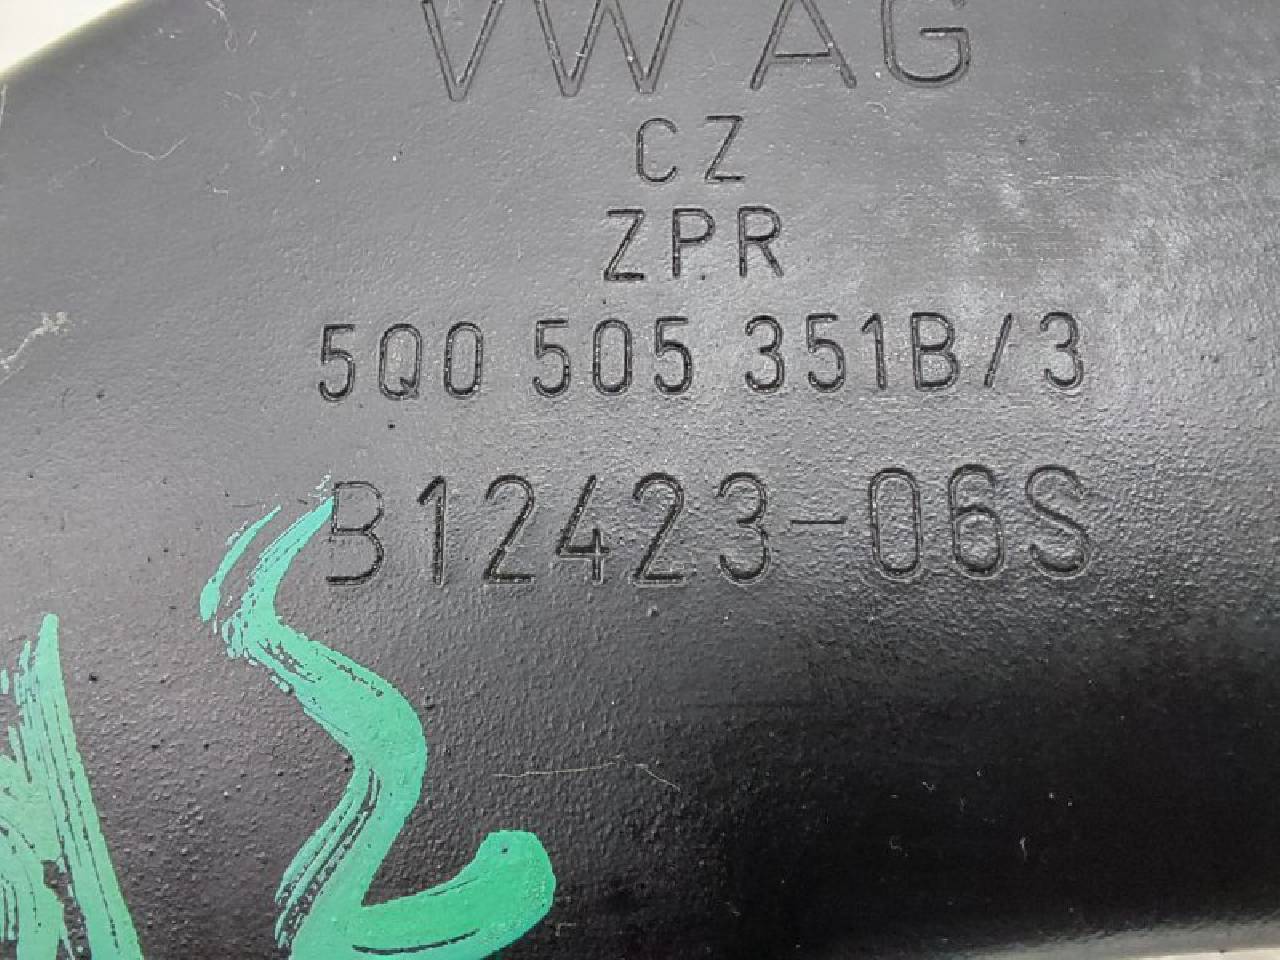 VW AG
CZ
ZPR
5Q0 505 351B/3
B12423-06S